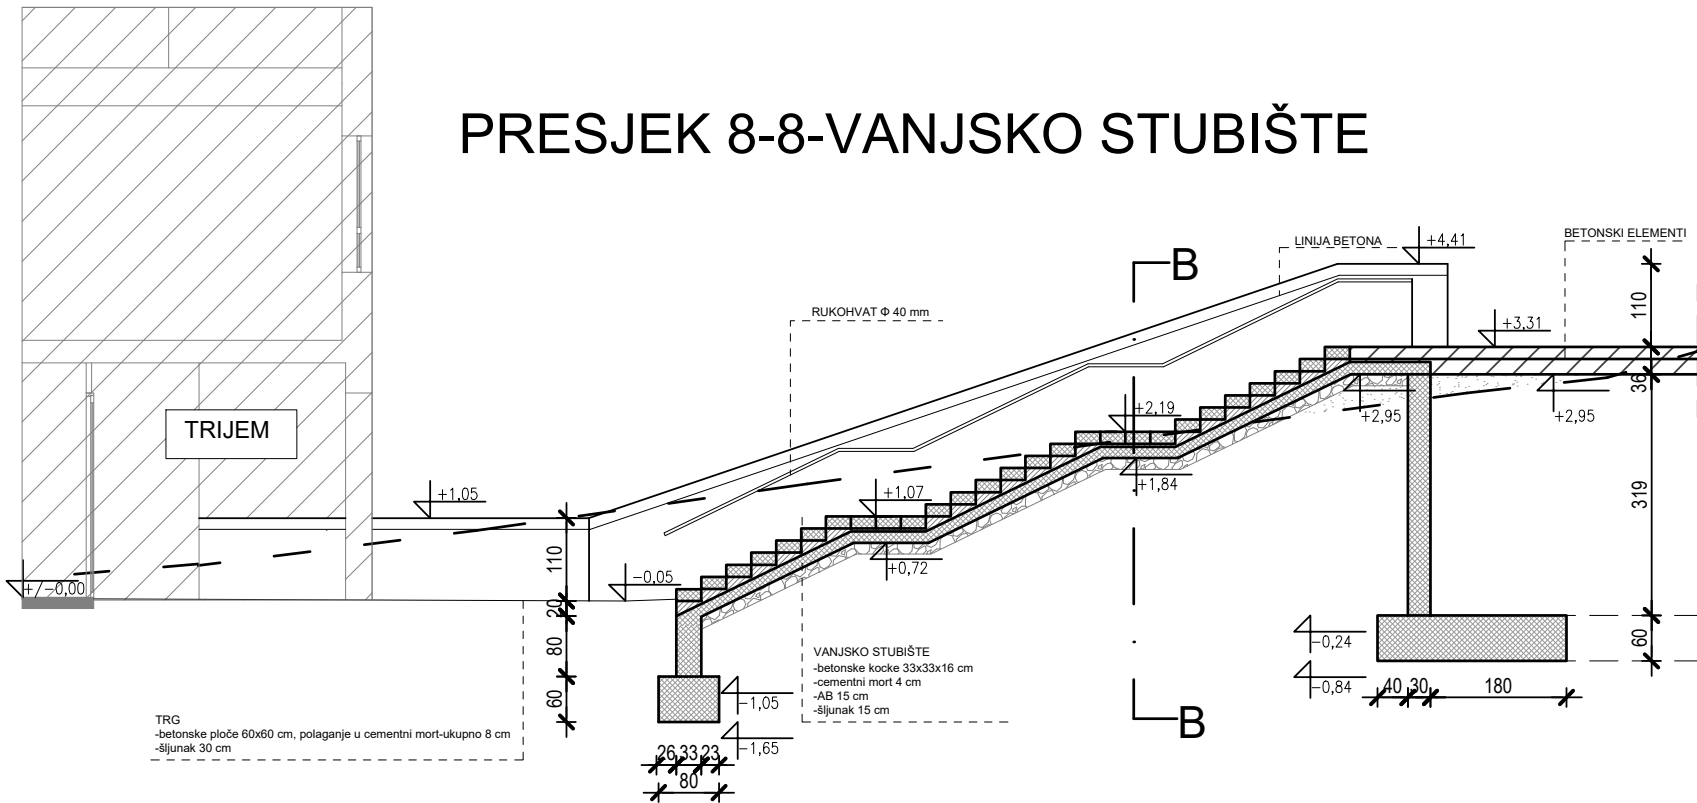 PRESJEK 8-8-VANJSKO STUBIŠTE
LINIJA BETONA
+4,41
BETONSKI ELEMENTI
B
RUKOHVAT Φ 40 mm
+3,31
110
36
TRIJEM
+2,19
+2,95
+2,95
+1,05
+1,07
+1,84
319
110
+/-0,00
-0,05
+0,72
20
80
60
VANJSKO STUBIŠTE
-betonske kocke 33x33x16 cm
-cementni mort 4 cm
-AB 15 cm
-šljunak 15 cm
-1,05
-1,65
-0,24
-0,84
60
40
30
180
B
TRG
-betonske ploče 60x60 cm, polaganje u cementni mort-ukupno 8 cm
-šljunak 30 cm
26
33
23
80